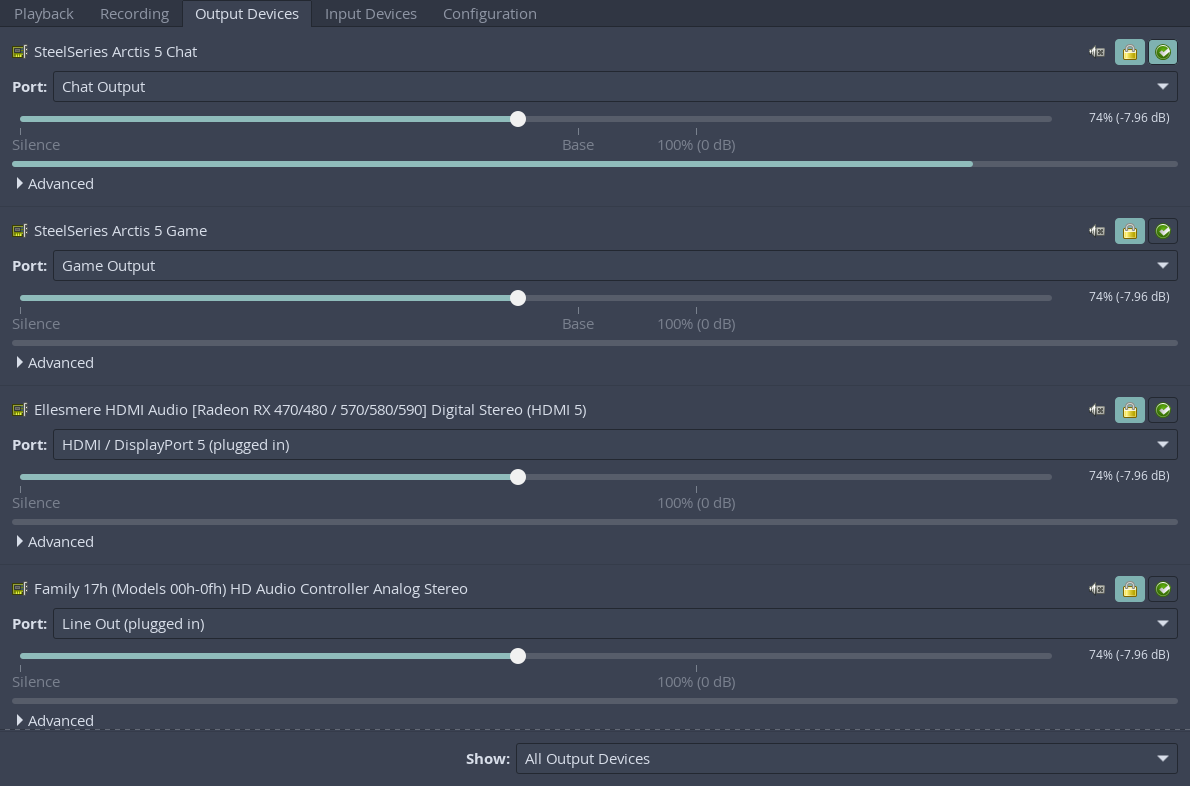 Playback Recording Output Devices Input Devices Configuration
SteelSeries Arctis 5 Chat
Port: Chat Output
74% (-7.96 dB)
Silence Base 100% (0 dB)
Advanced
SteelSeries Arctis 5 Game
Port: Game Output
74% (-7.96 dB)
Silence Base 100% (0 dB)
Advanced
Ellesmere HDMI Audio [Radeon RX 470/480 / 570/580/590] Digital Stereo (HDMI 5)
Port: HDMI / DisplayPort 5 (plugged in)
74% (-7.96 dB)
Silence 100% (0 dB)
Advanced
Family 17h (Models 00h-0fh) HD Audio Controller Analog Stereo
Port: Line Out (plugged in)
74% (-7.96 dB)
Silence 100% (0 dB)
Advanced
Show: All Output Devices